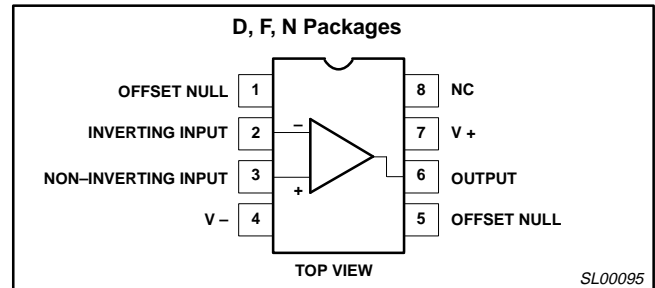 D, F, N Packages
OFFSET NULL 1 8 NC
INVERTING INPUT 2 – 7 V +
NON–INVERTING INPUT 3 + 6 OUTPUT
V – 4 5 OFFSET NULL
TOP VIEW
SL00095